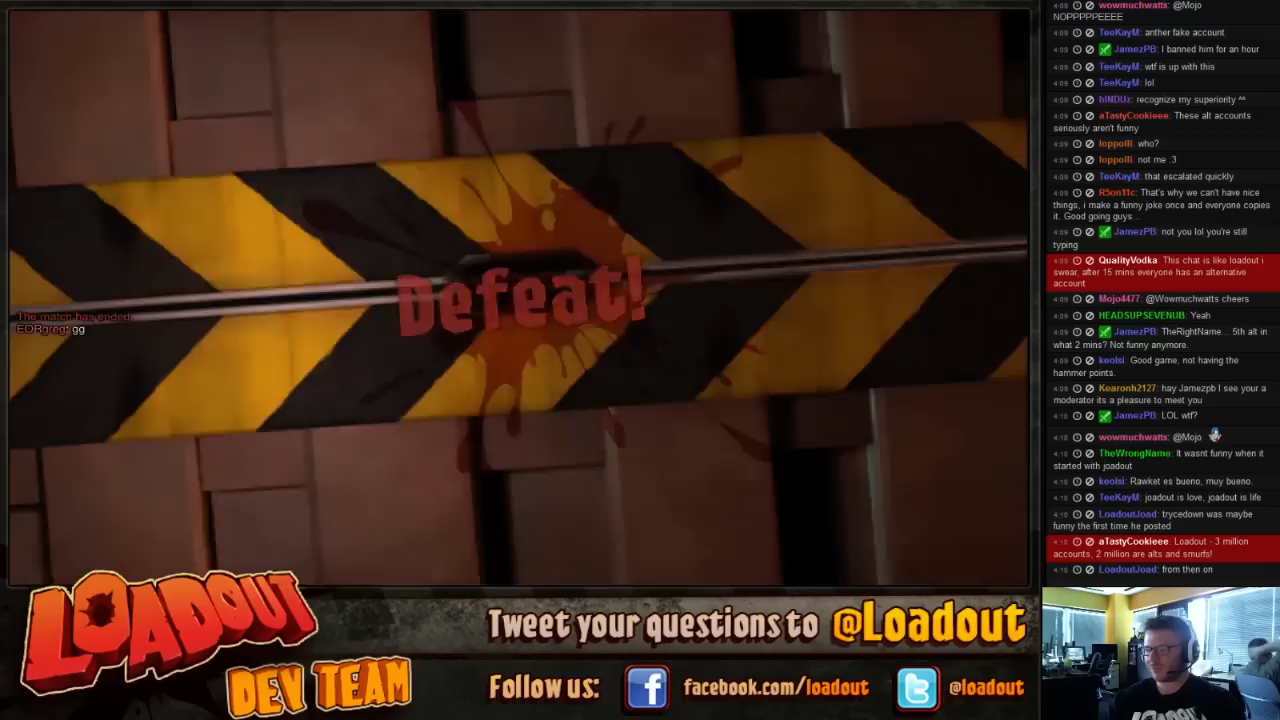 Defeat!
The match has ended
EORgreg: gg
LOADOUT
DEV TEAM
Tweet your questions to @Loadout
Follow us: facebook.com/loadout @loadout
4:09 wowmuchwatts: @Mojo
NOPPPPPEEEE
4:09 TeeKayM: anther fake account
4:09 JamezPB: I banned him for an hour
4:09 TeeKayM: wtf is up with this
4:09 TeeKayM: lol
4:09 hINDUz: recognize my superiority ^^
4:09 aTastyCookieee: These alt accounts
seriously aren't funny
4:09 loppolli: who?
4:09 loppolli: not me :3
4:09 TeeKayM: that escalated quickly
4:09 R5on11c: That's why we can't have nice
things, i make a funny joke once and everyone copies
it. Good going guys...
4:09 JamezPB: not you lol you're still
typing
4:09 QualityVodka: This chat is like loadout i
swear, after 15 mins everyone has an alternative
account
4:09 Mojo4477: @Wowmuchwatts cheers
4:09 HEADSUPSEVENUB: Yeah
4:09 JamezPB: TheRightName... 5th alt in
what 2 mins? Not funny anymore.
4:09 keolsi: Good game, not having the
hammer points.
4:09 Kearonh2127: hay Jamezpb I see your a
moderator its a pleasure to meet you
4:10 JamezPB: LOL wtf?
4:10 wowmuchwatts: @Mojo
4:10 TheWrongName: It wasnt funny when it
started with joadout
4:10 keolsi: Rawket es bueno, muy bueno.
4:10 TeeKayM: joadout is love, joadout is life
4:10 LoadoutJoad: trycedown was maybe
funny the first time he posted
4:10 aTastyCookieee: Loadout - 3 million
accounts, 2 million are alts and smurfs!
4:10 LoadoutJoad: from then on